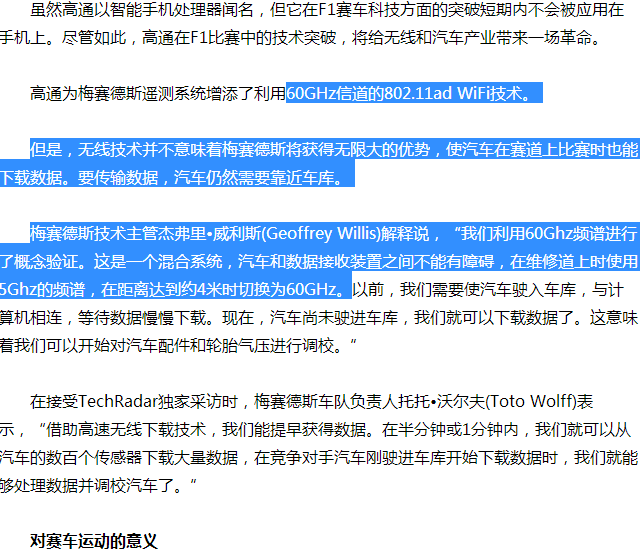 虽然高通以智能手机处理器闻名，但它在F1赛车科技方面的突破短期内不会被应用在
手机上。尽管如此，高通在F1比赛中的技术突破，将给无线和汽车产业带来一场革命。
高通为梅赛德斯遥测系统增添了利用60GHz信道的802.11ad WiFi技术。
但是，无线技术并不意味着梅赛德斯将获得无限大的优势，使汽车在赛道上比赛时也能
下载数据。要传输数据，汽车仍然需要靠近车库。
梅赛德斯技术主管杰弗里•威利斯(Geoffrey Willis)解释说，“我们利用60Ghz频谱进行
了概念验证。这是一个混合系统，汽车和数据接收装置之间不能有障碍，在维修道上时使用
5Ghz的频谱，在距离达到约4米时切换为60GHz。以前，我们需要使汽车驶入车库，与计
算机相连，等待数据慢慢下载。现在，汽车尚未驶进车库，我们就可以下载数据了。这意味
着我们可以开始对汽车配件和轮胎气压进行调校。”
在接受TechRadar独家采访时，梅赛德斯车队负责人托托•沃尔夫(Toto Wolff)表
示，“借助高速无线下载技术，我们能提早获得数据。在半分钟或1分钟内，我们就可以从
汽车的数百个传感器下载大量数据，在竞争对手汽车刚驶进车库开始下载数据时，我们就能
够处理数据并调校汽车了。”
对赛车运动的意义